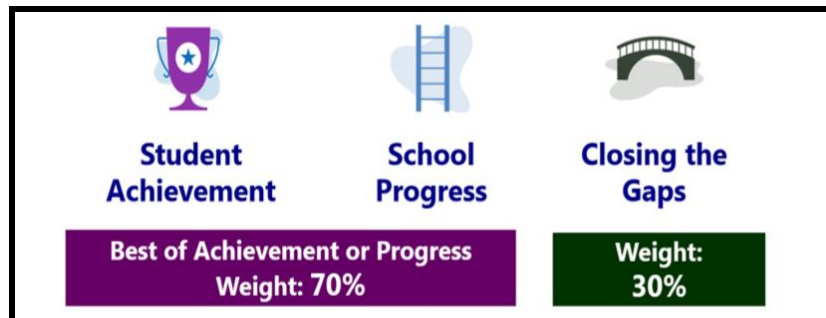 Student
Achievement
School
Progress
Closing the
Gaps
Best of Achievement or Progress
Weight: 70%
Weight:
30%